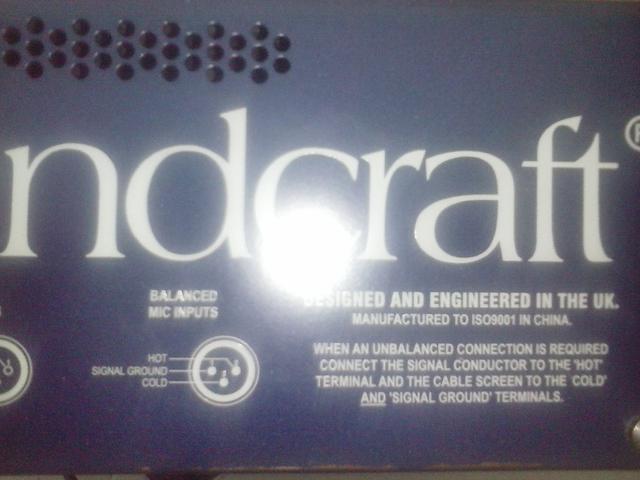 ndcraft®
BALANCED
MIC INPUTS
HOT
SIGNAL GROUND
COLD
DESIGNED AND ENGINEERED IN THE UK.
MANUFACTURED TO ISO9001 IN CHINA.
WHEN AN UNBALANCED CONNECTION IS REQUIRED
CONNECT THE SIGNAL CONDUCTOR TO THE 'HOT'
TERMINAL AND THE CABLE SCREEN TO THE 'COLD'
AND 'SIGNAL GROUND' TERMINALS.